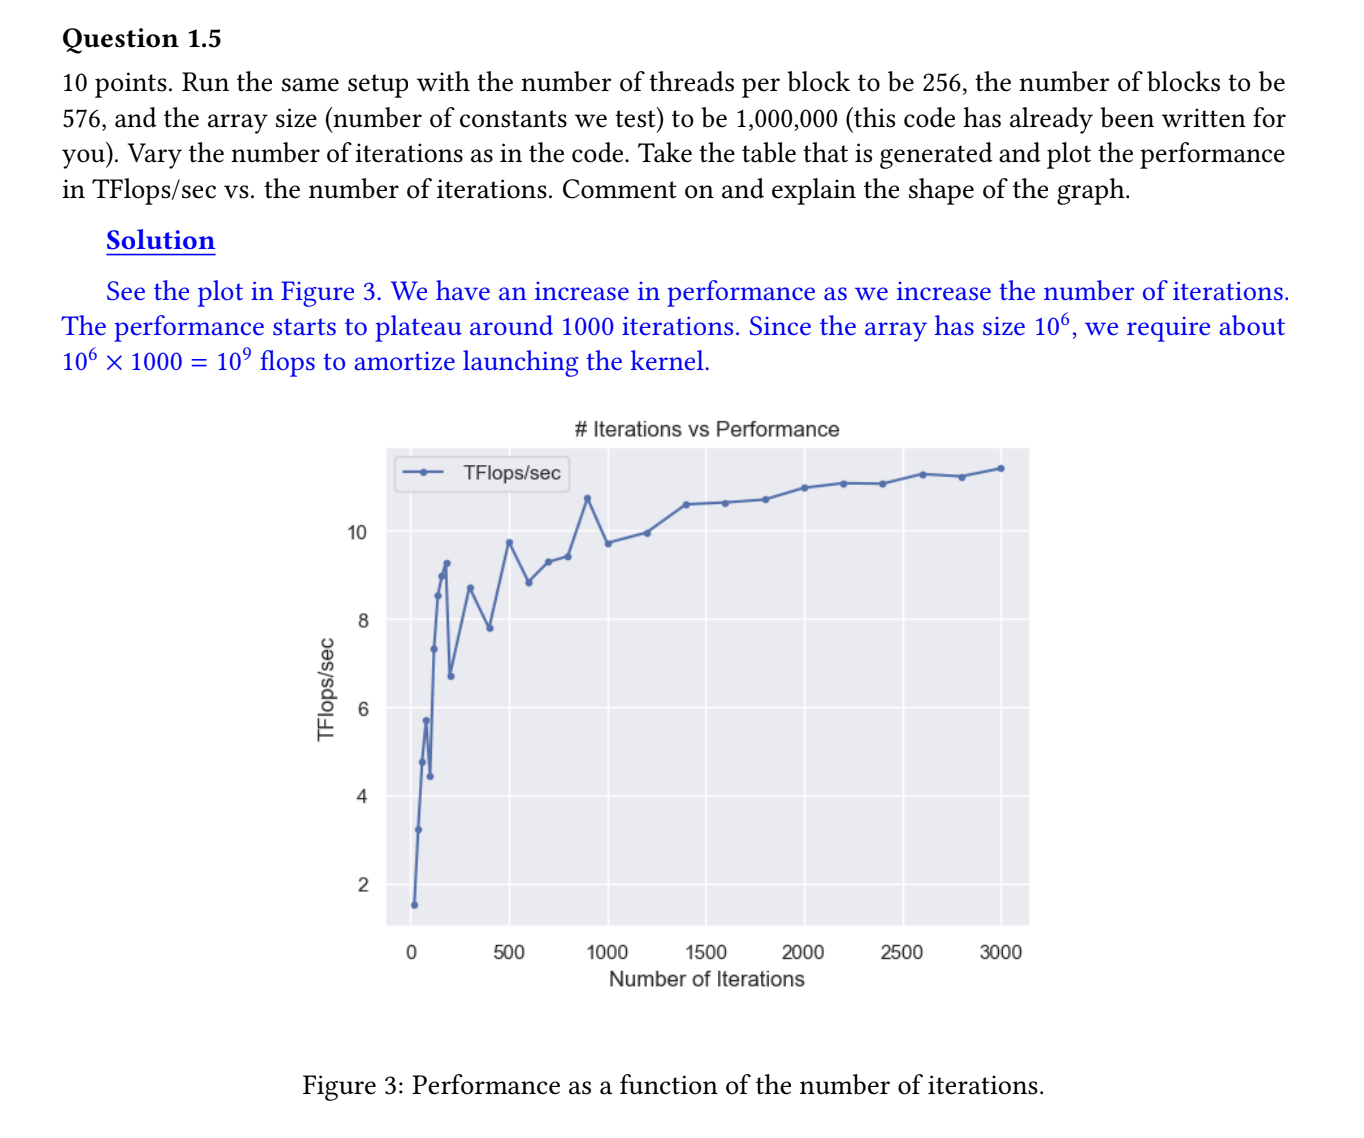 Question 1.5
10 points. Run the same setup with the number of threads per block to be 256, the number of blocks to be
576, and the array size (number of constants we test) to be 1,000,000 (this code has already been written for
you). Vary the number of iterations as in the code. Take the table that is generated and plot the performance
in TFlops/sec vs. the number of iterations. Comment on and explain the shape of the graph.
Solution
See the plot in Figure 3. We have an increase in performance as we increase the number of iterations.
The performance starts to plateau around 1000 iterations. Since the array has size 10⁶, we require about
10⁶ × 1000 = 10⁹ flops to amortize launching the kernel.
# Iterations vs Performance
TFlops/sec
10
8
6
4
2
TFlops/sec
0 500 1000 1500 2000 2500 3000
Number of Iterations
Figure 3: Performance as a function of the number of iterations.